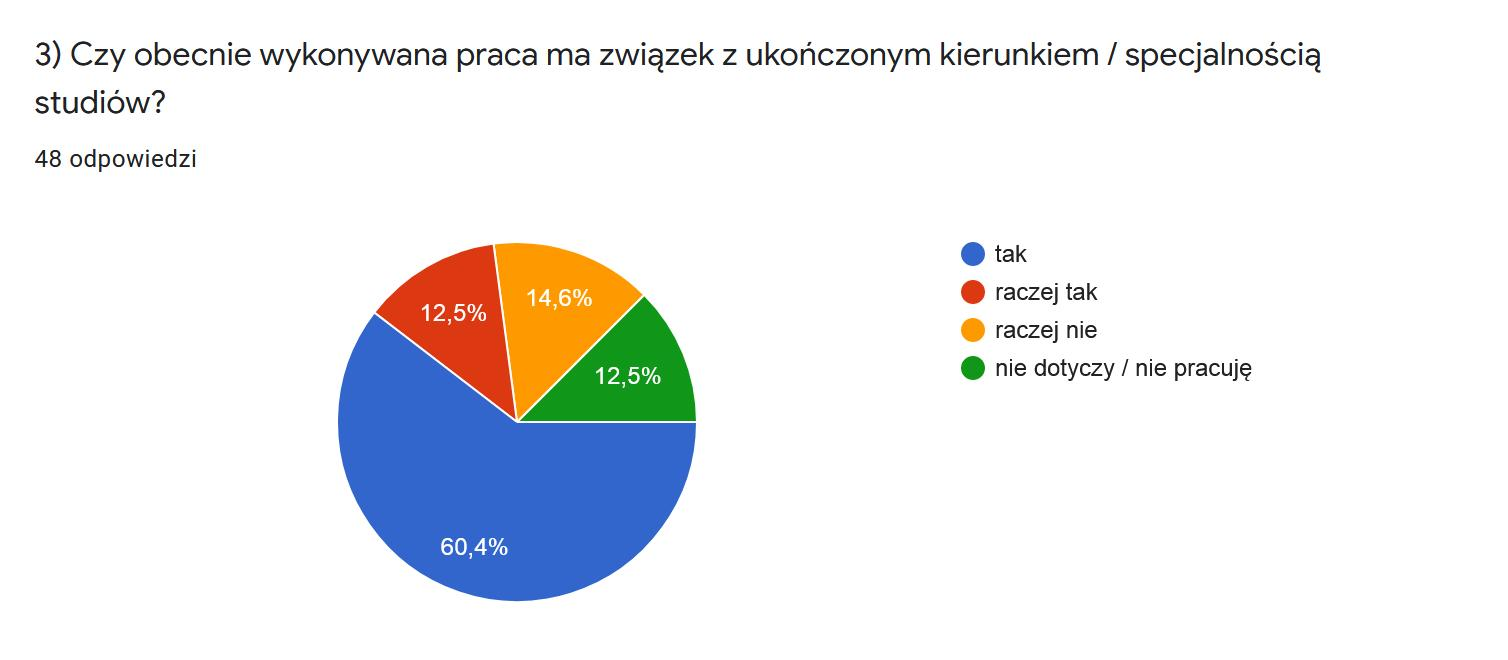 3) Czy obecnie wykonywana praca ma związek z ukończonym kierunkiem / specjalnością
studiów?
48 odpowiedzi
tak
raczej tak
raczej nie
nie dotyczy / nie pracuję
14,6%
12,5%
12,5%
60,4%